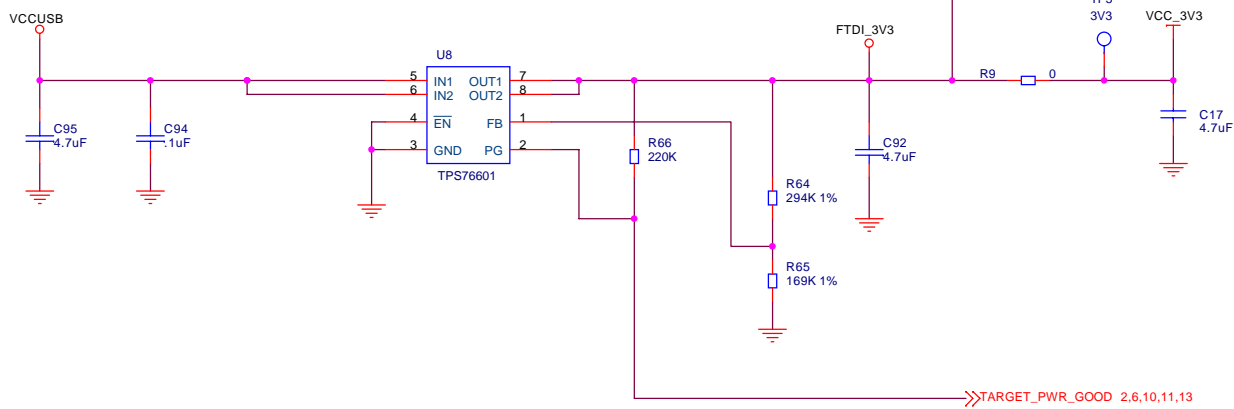 VCCUSB
3V3
FTDI_3V3
VCC_3V3
U8
5 IN1 OUT1 7
6 IN2 OUT2 8
4 EN FB 1
3 GND PG 2
TPS76601
R9 0
C95
4.7uF
C94
.1uF
R66
220K
C92
4.7uF
C17
4.7uF
R64
294K 1%
R65
169K 1%
TARGET_PWR_GOOD 2,6,10,11,13